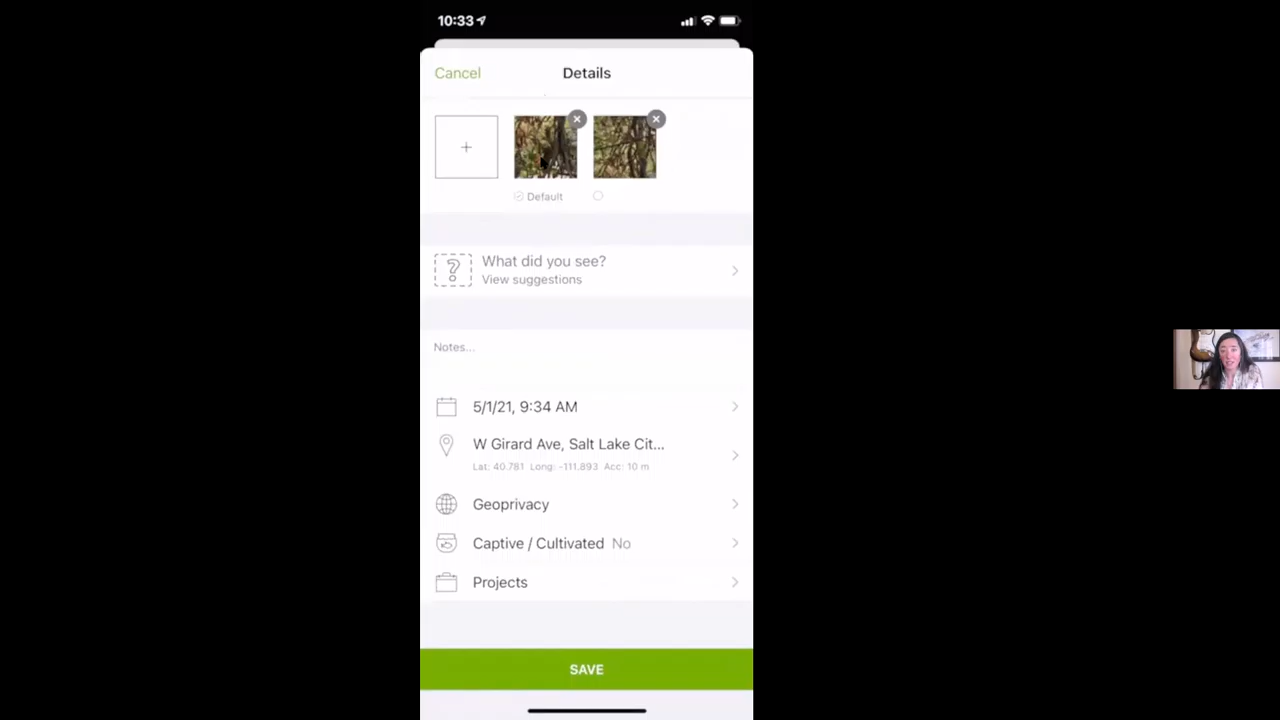 10:33
Cancel
Details
Default
What did you see?
View suggestions
Notes...
5/1/21, 9:34 AM
W Girard Ave, Salt Lake Cit...
Lat: 40.781 Long: -111.893 Acc: 10 m
Geoprivacy
Captive / Cultivated No
Projects
SAVE